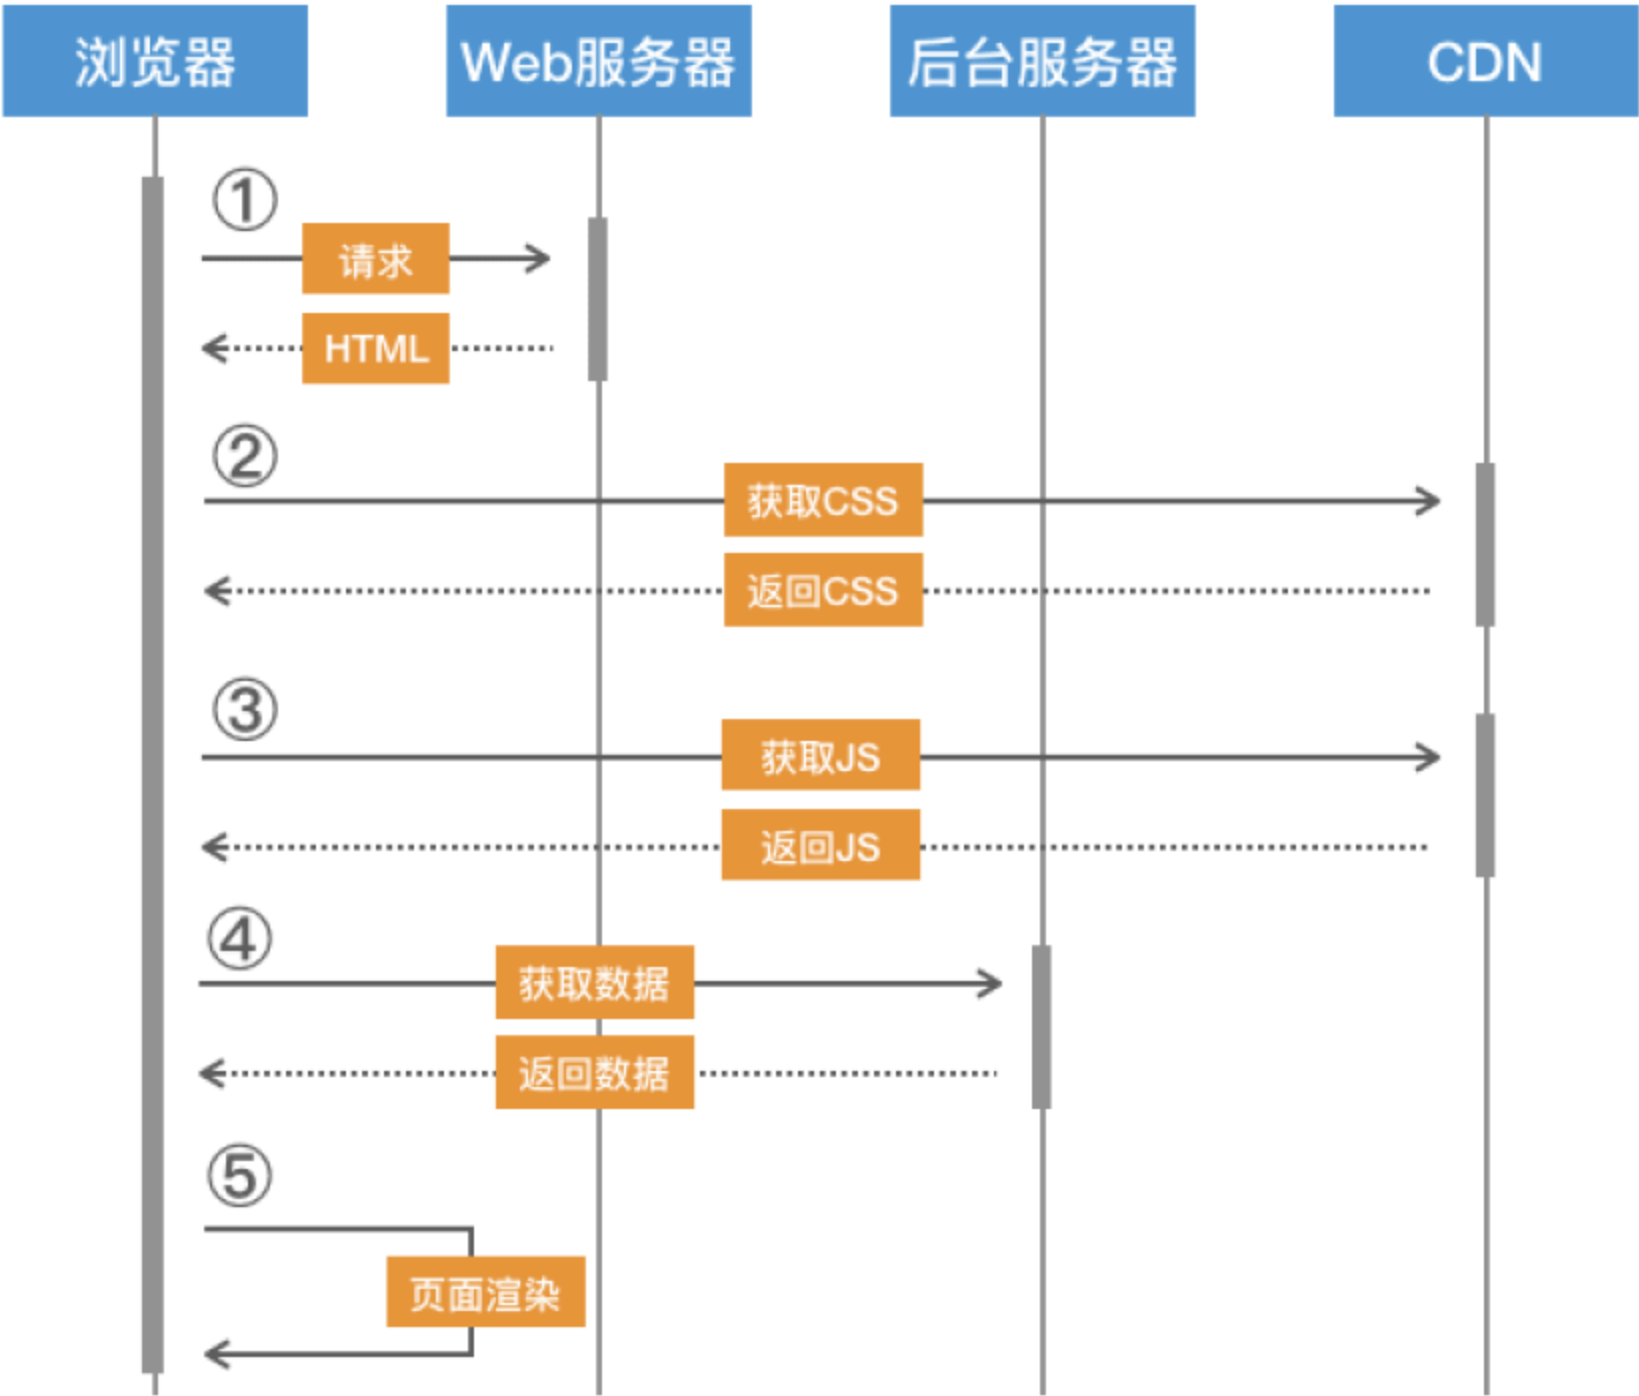 浏览器
Web服务器
后台服务器
CDN
①
请求
HTML
②
获取CSS
返回CSS
③
获取JS
返回JS
④
获取数据
返回数据
⑤
页面渲染